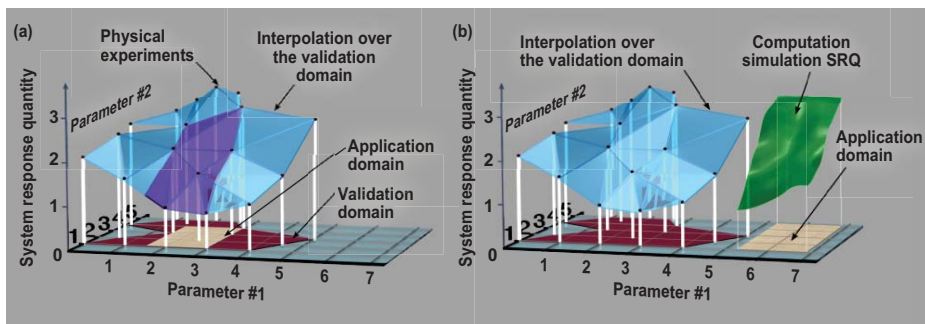 (a)
Physical
experiments
Interpolation over
the validation
domain
Parameter #2
System response quantity
3
2
1
0
12345
Application
domain
Validation
domain
1 2 3 4 5 6 7
Parameter #1
(b)
Interpolation over
the validation domain
Computation
simulation SRQ
Parameter #2
System response quantity
3
2
1
0
12345
Application
domain
1 2 3 4 5 6 7
Parameter #1